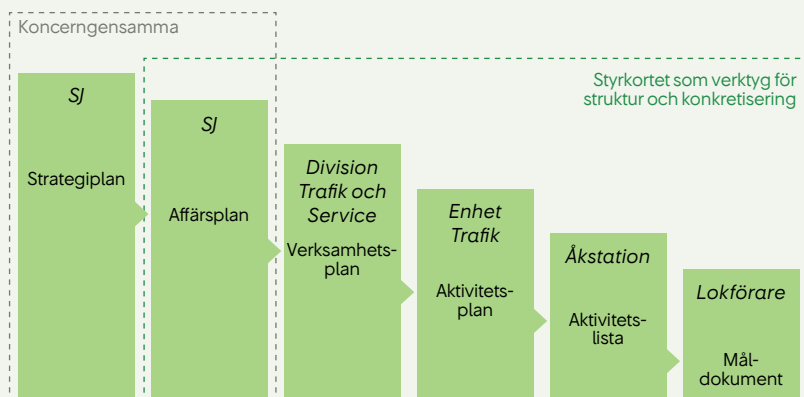 Koncerngensamma
Styrkortet som verktyg för
struktur och konkretisering
SJ
Strategiplan
SJ
Affärsplan
Division
Trafik och
Service
Verksamhets-
plan
Enhet
Trafik
Aktivitets-
plan
Åkstation
Aktivitets-
lista
Lokförare
Mål-
dokument